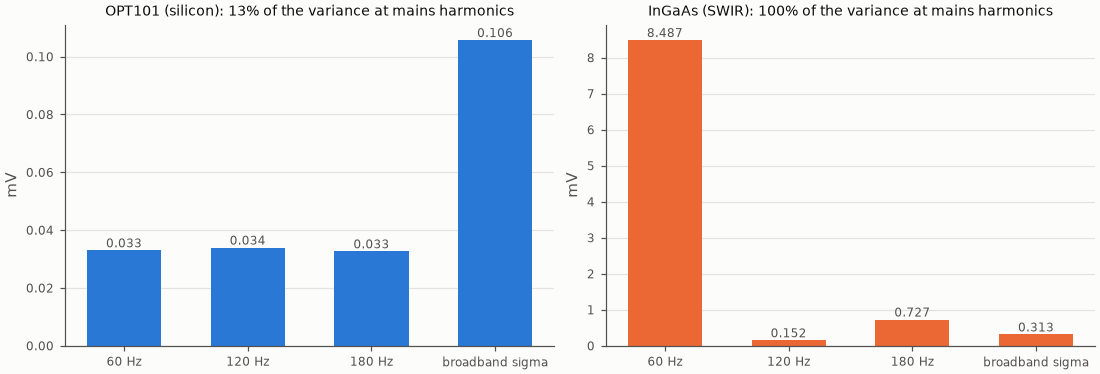 OPT101 (silicon): 13% of the variance at mains harmonics
mV
0.10
0.08
0.06
0.04
0.02
0.00
0.033
0.034
0.033
0.106
60 Hz
120 Hz
180 Hz
broadband sigma
InGaAs (SWIR): 100% of the variance at mains harmonics
mV
8
7
6
5
4
3
2
1
0
8.487
0.152
0.727
0.313
60 Hz
120 Hz
180 Hz
broadband sigma